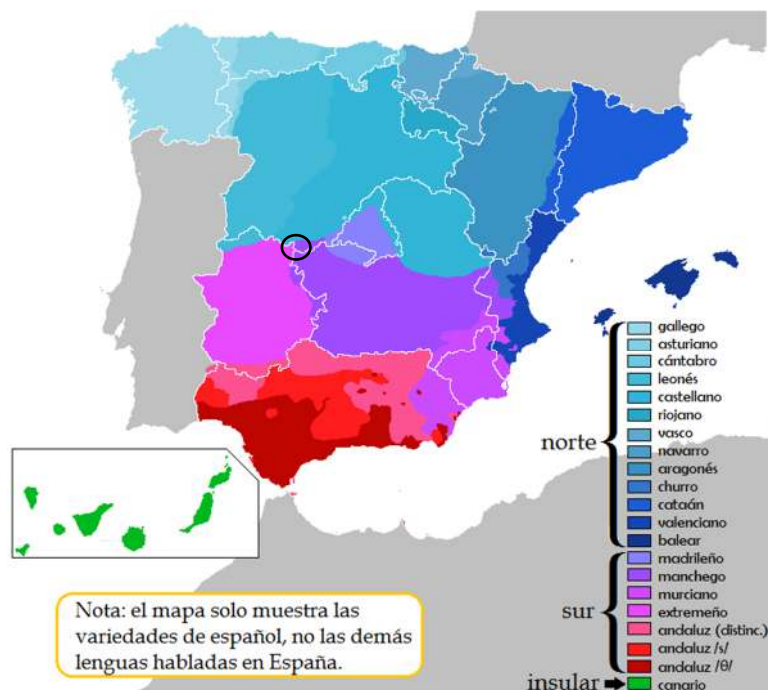 gallego
asturiano
cántabro
leonés
castellano
riojano
vasco
navarro
aragonés
churro
cataán
valenciano
balear
norte
madrileño
manchego
murciano
extremeño
andaluz (distinc.)
andaluz /s/
andaluz /θ/
sur
insular
canario
Nota: el mapa solo muestra las
variedades de español, no las demás
lenguas habladas en España.